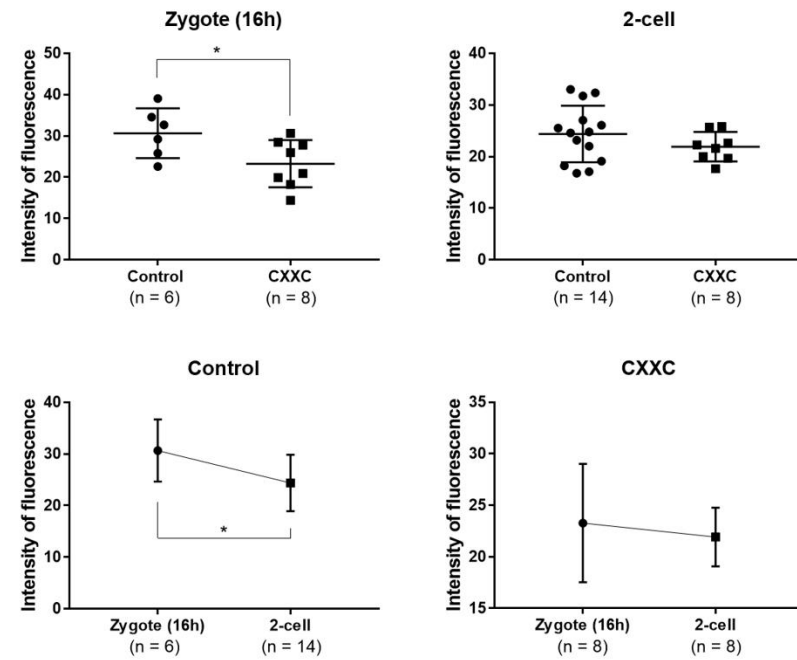 Zygote (16h)
Intensity of fluorescence
50
40
30
20
10
0
*
Control
(n = 6)
CXXC
(n = 8)
2-cell
Intensity of fluorescence
40
30
20
10
0
Control
(n = 14)
CXXC
(n = 8)
Control
Intensity of fluorescence
40
30
20
10
0
*
Zygote (16h)
(n = 6)
2-cell
(n = 14)
CXXC
Intensity of fluorescence
35
30
25
20
15
Zygote (16h)
(n = 8)
2-cell
(n = 8)